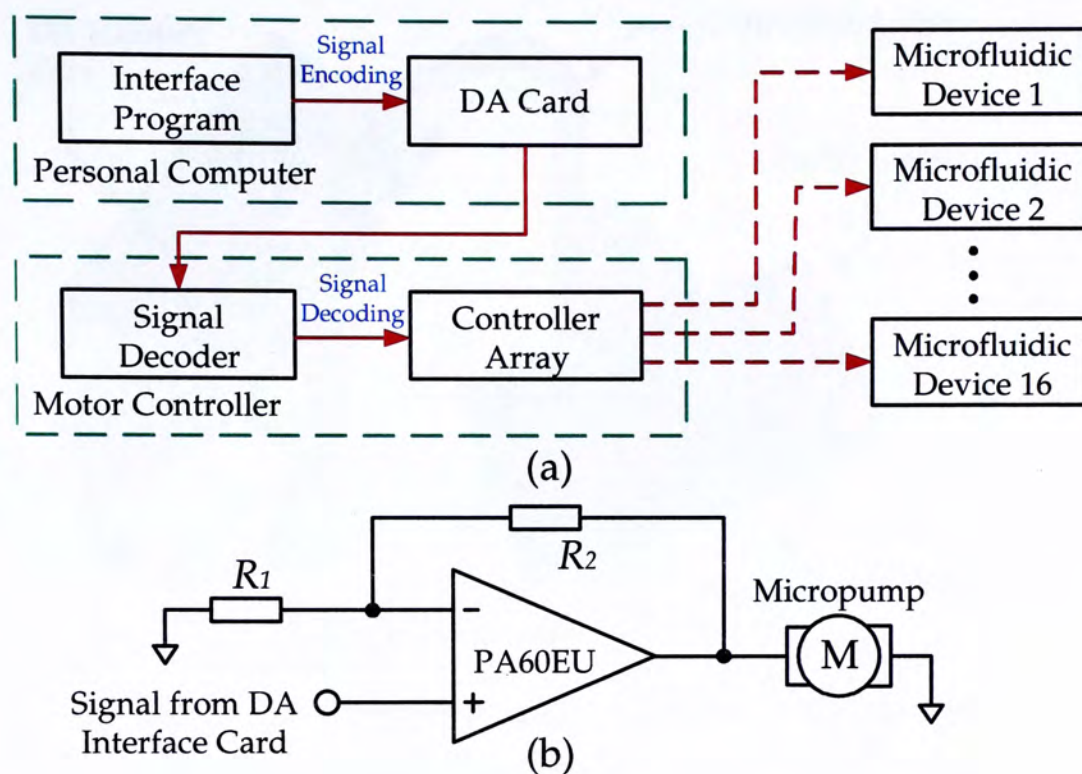 Interface
Program
Signal
Encoding
DA Card
Personal Computer
Microfluidic
Device 1
Microfluidic
Device 2
Signal
Decoder
Signal
Decoding
Controller
Array
Motor Controller
Microfluidic
Device 16
(a)
R1
R2
-
+
PA60EU
Micropump
M
Signal from DA
Interface Card
(b)